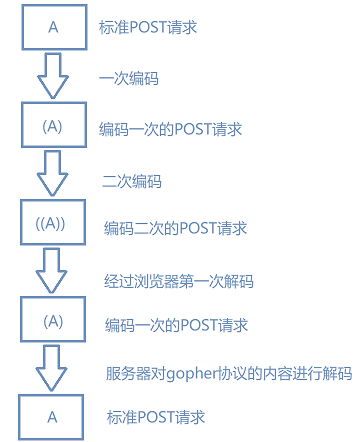 A 标准POST请求
一次编码
(A) 编码一次的POST请求
二次编码
((A)) 编码二次的POST请求
经过浏览器第一次解码
(A) 编码一次的POST请求
服务器对gopher协议的内容进行解码
A 标准POST请求